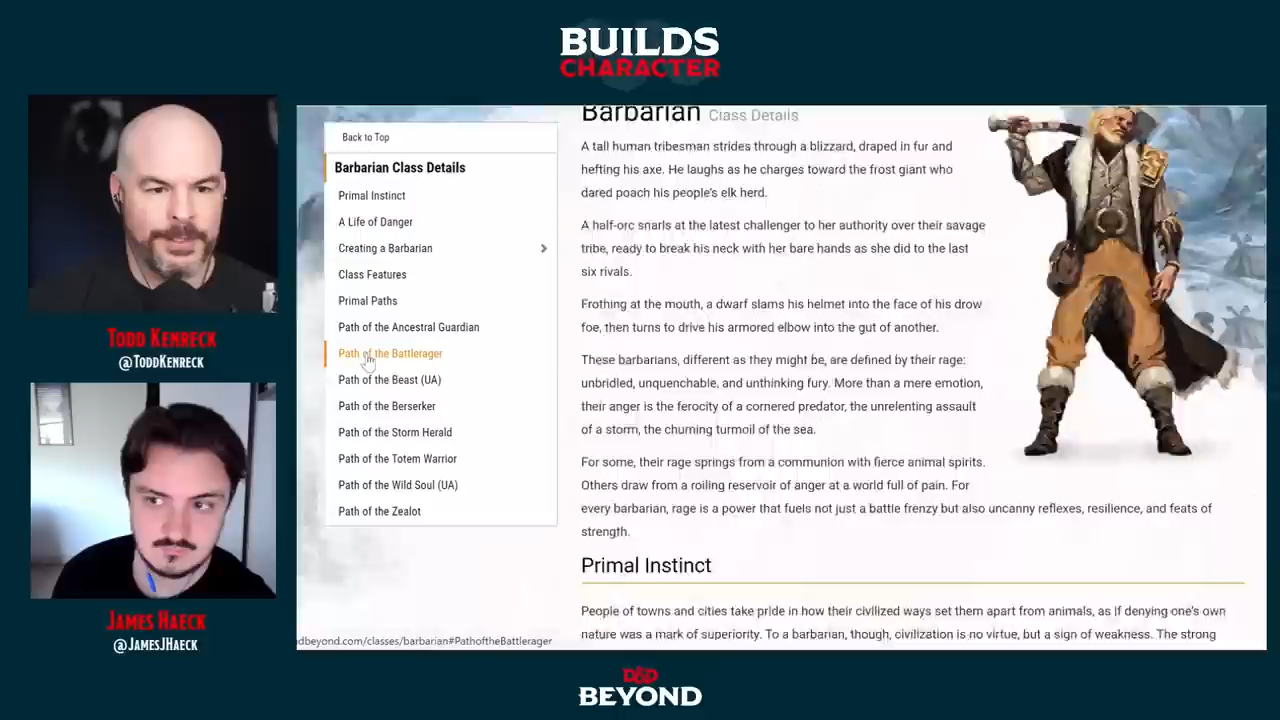 BUILDS
CHARACTER
Todd Kenreck
@ToddKenreck
James Haeck
@JamesJHaeck
Back to Top
Barbarian Class Details
Primal Instinct
A Life of Danger
Creating a Barbarian
Class Features
Primal Paths
Path of the Ancestral Guardian
Path of the Battlerager
Path of the Beast (UA)
Path of the Berserker
Path of the Storm Herald
Path of the Totem Warrior
Path of the Wild Soul (UA)
Path of the Zealot
Barbarian Class Details
A tall human tribesman strides through a blizzard, draped in fur and
hefting his axe. He laughs as he charges toward the frost giant who
dared poach his people's elk herd.
A half-orc snarls at the latest challenger to her authority over their savage
tribe, ready to break his neck with her bare hands as she did to the last
six rivals.
Frothing at the mouth, a dwarf slams his helmet into the face of his drow
foe, then turns to drive his armored elbow into the gut of another.
These barbarians, different as they might be, are defined by their rage:
unbridled, unquenchable, and unthinking fury. More than a mere emotion,
their anger is the ferocity of a cornered predator, the unrelenting assault
of a storm, the churning turmoil of the sea.
For some, their rage springs from a communion with fierce animal spirits.
Others draw from a roiling reservoir of anger at a world full of pain. For
every barbarian, rage is a power that fuels not just a battle frenzy but also uncanny reflexes, resilience, and feats of
strength.
Primal Instinct
People of towns and cities take pride in how their civilized ways set them apart from animals, as if denying one's own
nature was a mark of superiority. To a barbarian, though, civilization is no virtue, but a sign of weakness. The strong
ndbeyond.com/classes/barbarian#PathoftheBattlerager
D&D
BEYOND